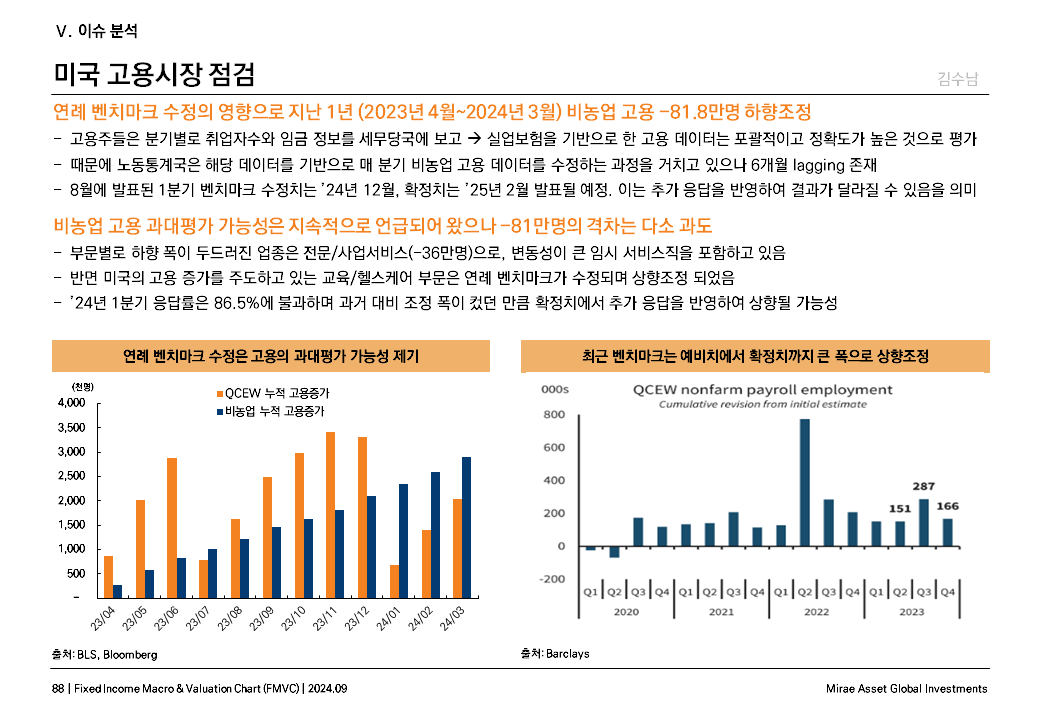 V. 이슈 분석
미국 고용시장 점검
김수남
연례 벤치마크 수정의 영향으로 지난 1년 (2023년 4월~2024년 3월) 비농업 고용 -81.8만명 하향조정
- 고용주들은 분기별로 취업자수와 임금 정보를 세무당국에 보고 → 실업보험을 기반으로 한 고용 데이터는 포괄적이고 정확도가 높은 것으로 평가
- 때문에 노동통계국은 해당 데이터를 기반으로 매 분기 비농업 고용 데이터를 수정하는 과정을 거치고 있으나 6개월 lagging 존재
- 8월에 발표된 1분기 벤치마크 수정치는 ’24년 12월, 확정치는 ’25년 2월 발표될 예정. 이는 추가 응답을 반영하여 결과가 달라질 수 있음을 의미
비농업 고용 과대평가 가능성은 지속적으로 언급되어 왔으나 -81만명의 격차는 다소 과도
- 부문별로 하향 폭이 두드러진 업종은 전문/사업서비스(-36만명)으로, 변동성이 큰 임시 서비스직을 포함하고 있음
- 반면 미국의 고용 증가를 주도하고 있는 교육/헬스케어 부문은 연례 벤치마크가 수정되며 상향조정 되었음
- ’24년 1분기 응답률은 86.5%에 불과하며 과거 대비 조정 폭이 컸던 만큼 확정치에서 추가 응답을 반영하여 상향될 가능성
연례 벤치마크 수정은 고용의 과대평가 가능성 제기
(천명)
QCEW 누적 고용증가
비농업 누적 고용증가
4,000
3,500
3,000
2,500
2,000
1,500
1,000
500
-
23/04 23/05 23/06 23/07 23/08 23/09 23/10 23/11 23/12 24/01 24/02 24/03
출처: BLS, Bloomberg
최근 벤치마크는 예비치에서 확정치까지 큰 폭으로 상향조정
000s
QCEW nonfarm payroll employment
Cumulative revision from initial estimate
800
600
400
200
0
-200
151
287
166
Q1 Q2 Q3 Q4 Q1 Q2 Q3 Q4 Q1 Q2 Q3 Q4 Q1 Q2 Q3 Q4
2020 2021 2022 2023
출처: Barclays
88 | Fixed Income Macro & Valuation Chart (FMVC) | 2024.09
Mirae Asset Global Investments